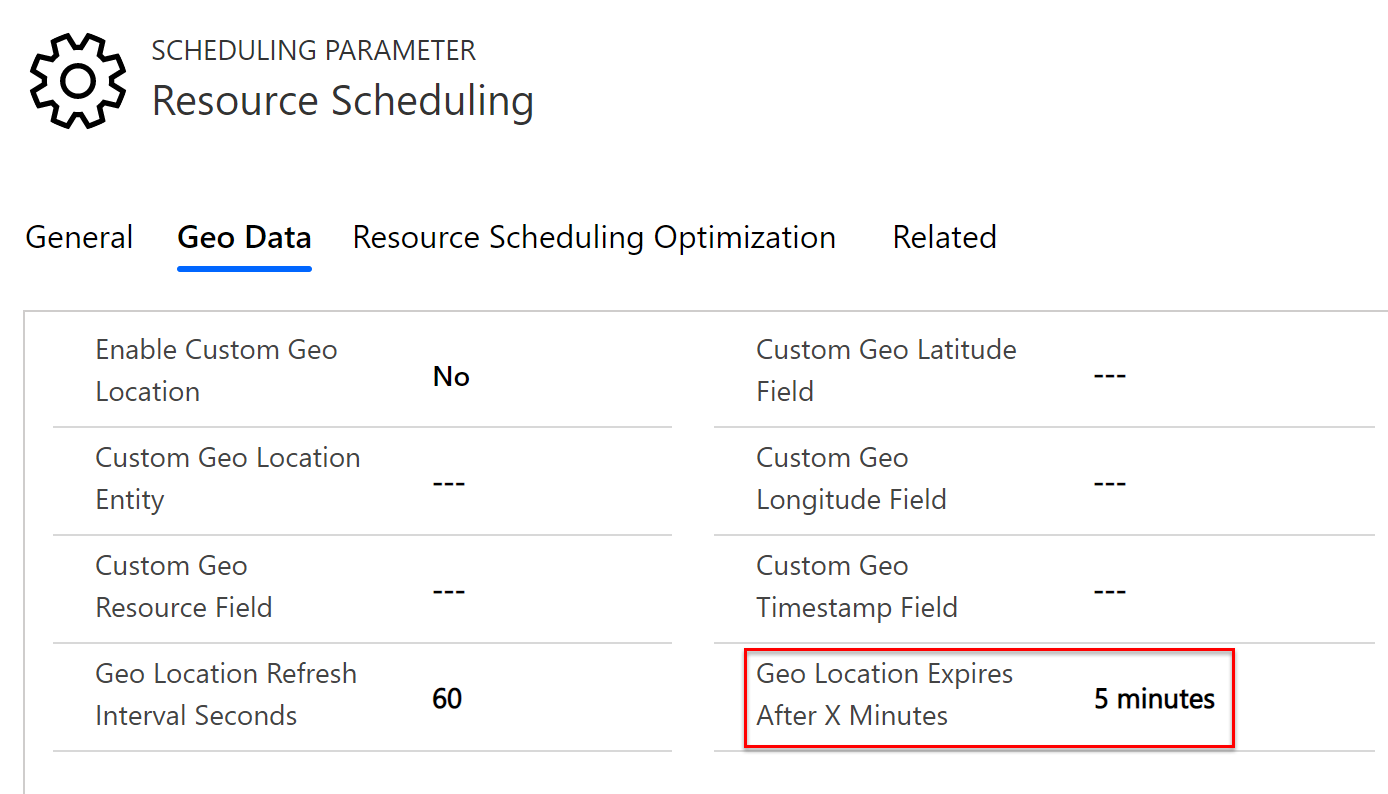 SCHEDULING PARAMETER
Resource Scheduling
General Geo Data Resource Scheduling Optimization Related
Enable Custom Geo
Location
No
Custom Geo Latitude
Field
---
Custom Geo Location
Entity
---
Custom Geo
Longitude Field
---
Custom Geo
Resource Field
---
Custom Geo
Timestamp Field
---
Geo Location Refresh
Interval Seconds
60
Geo Location Expires
After X Minutes
5 minutes